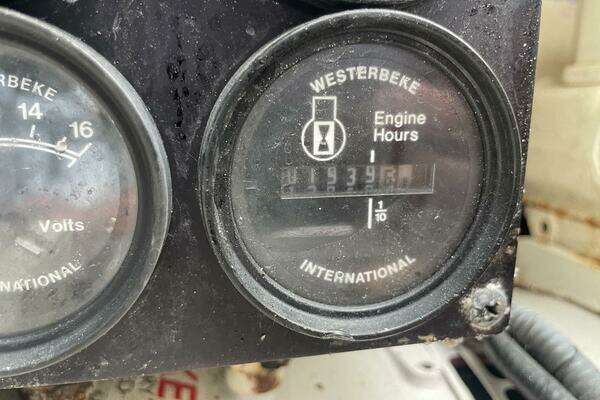 ERBEKE
14
16
Volts
NATIONAL
WESTERBEKE
Engine
Hours
1
10
INTERNATIONAL